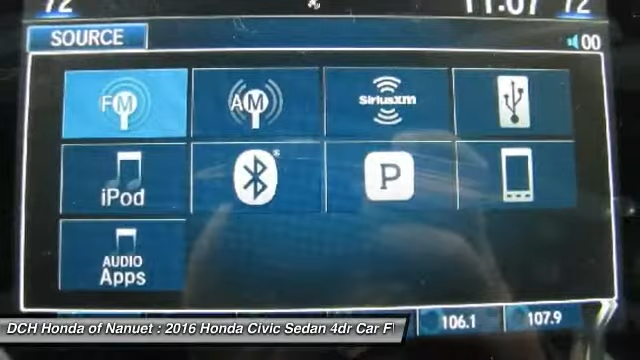 72 11:07 72
SOURCE
00
FM AM SiriusXM
iPod * P
AUDIO
Apps
106.1 107.9
DCH Honda of Nanuet : 2016 Honda Civic Sedan 4dr Car F